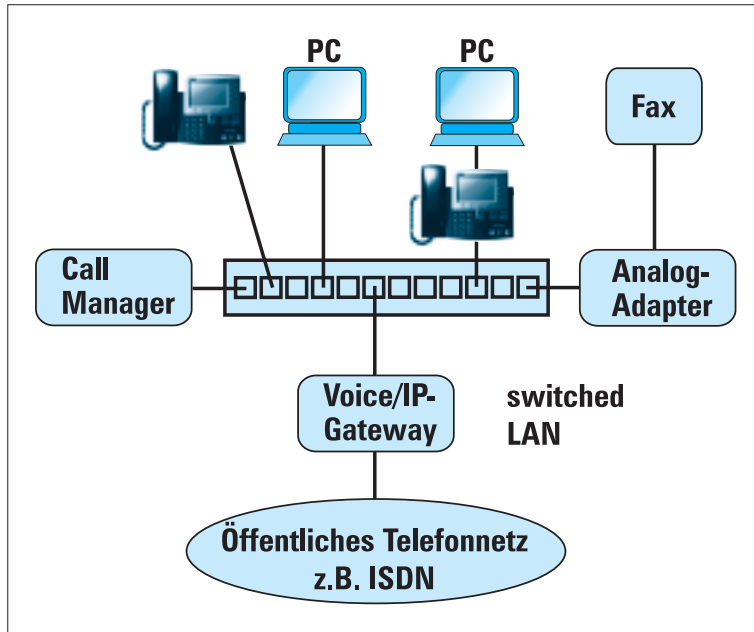 PC
PC
Fax
Call
Manager
Analog-
Adapter
Voice/IP-
Gateway
switched
LAN
Öffentliches Telefonnetz
z.B. ISDN